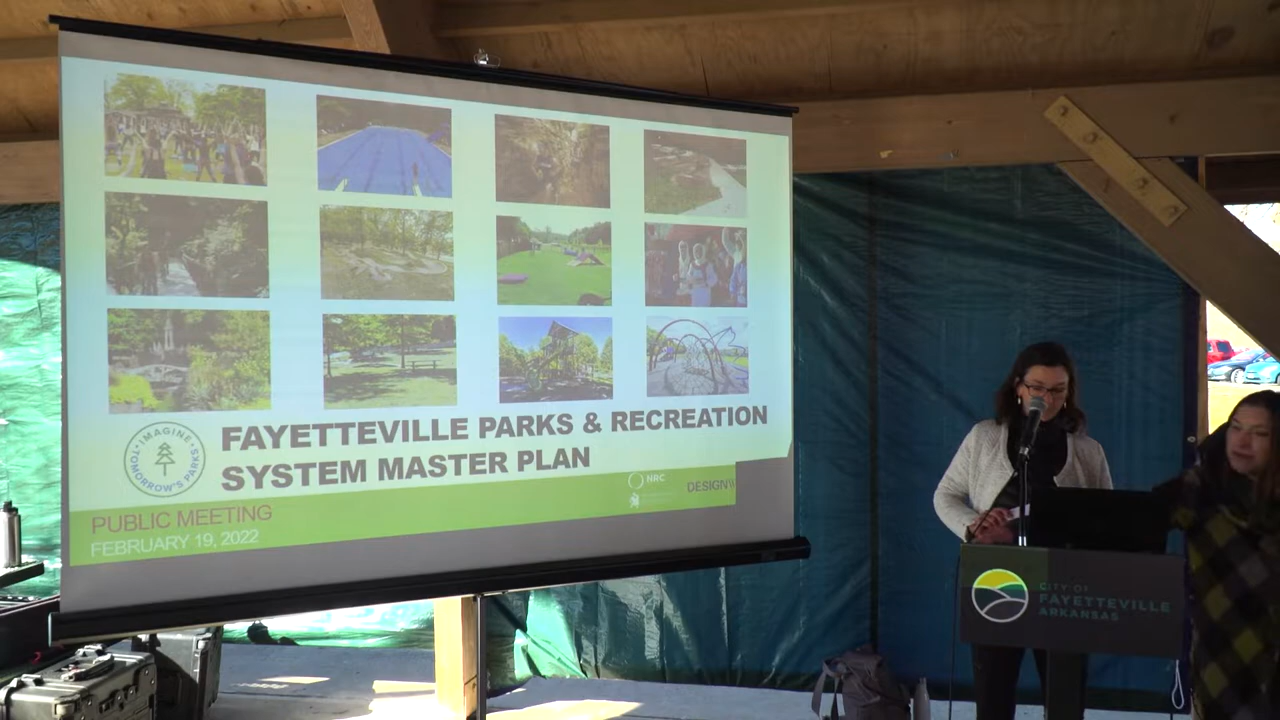 IMAGINE
TOMORROW'S PARKS
FAYETTEVILLE PARKS & RECREATION
SYSTEM MASTER PLAN
NRC
DESIGN
PUBLIC MEETING
FEBRUARY 19, 2022
CITY OF
FAYETTEVILLE
ARKANSAS